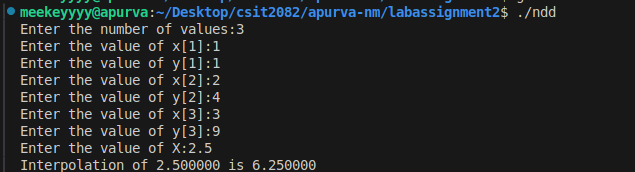 meekeyyyy@apurva:~/Desktop/csit2082/apurva-nm/labassignment2$ ./ndd
Enter the number of values:3
Enter the value of x[1]:1
Enter the value of y[1]:1
Enter the value of x[2]:2
Enter the value of y[2]:4
Enter the value of x[3]:3
Enter the value of y[3]:9
Enter the value of X:2.5
Interpolation of 2.500000 is 6.250000